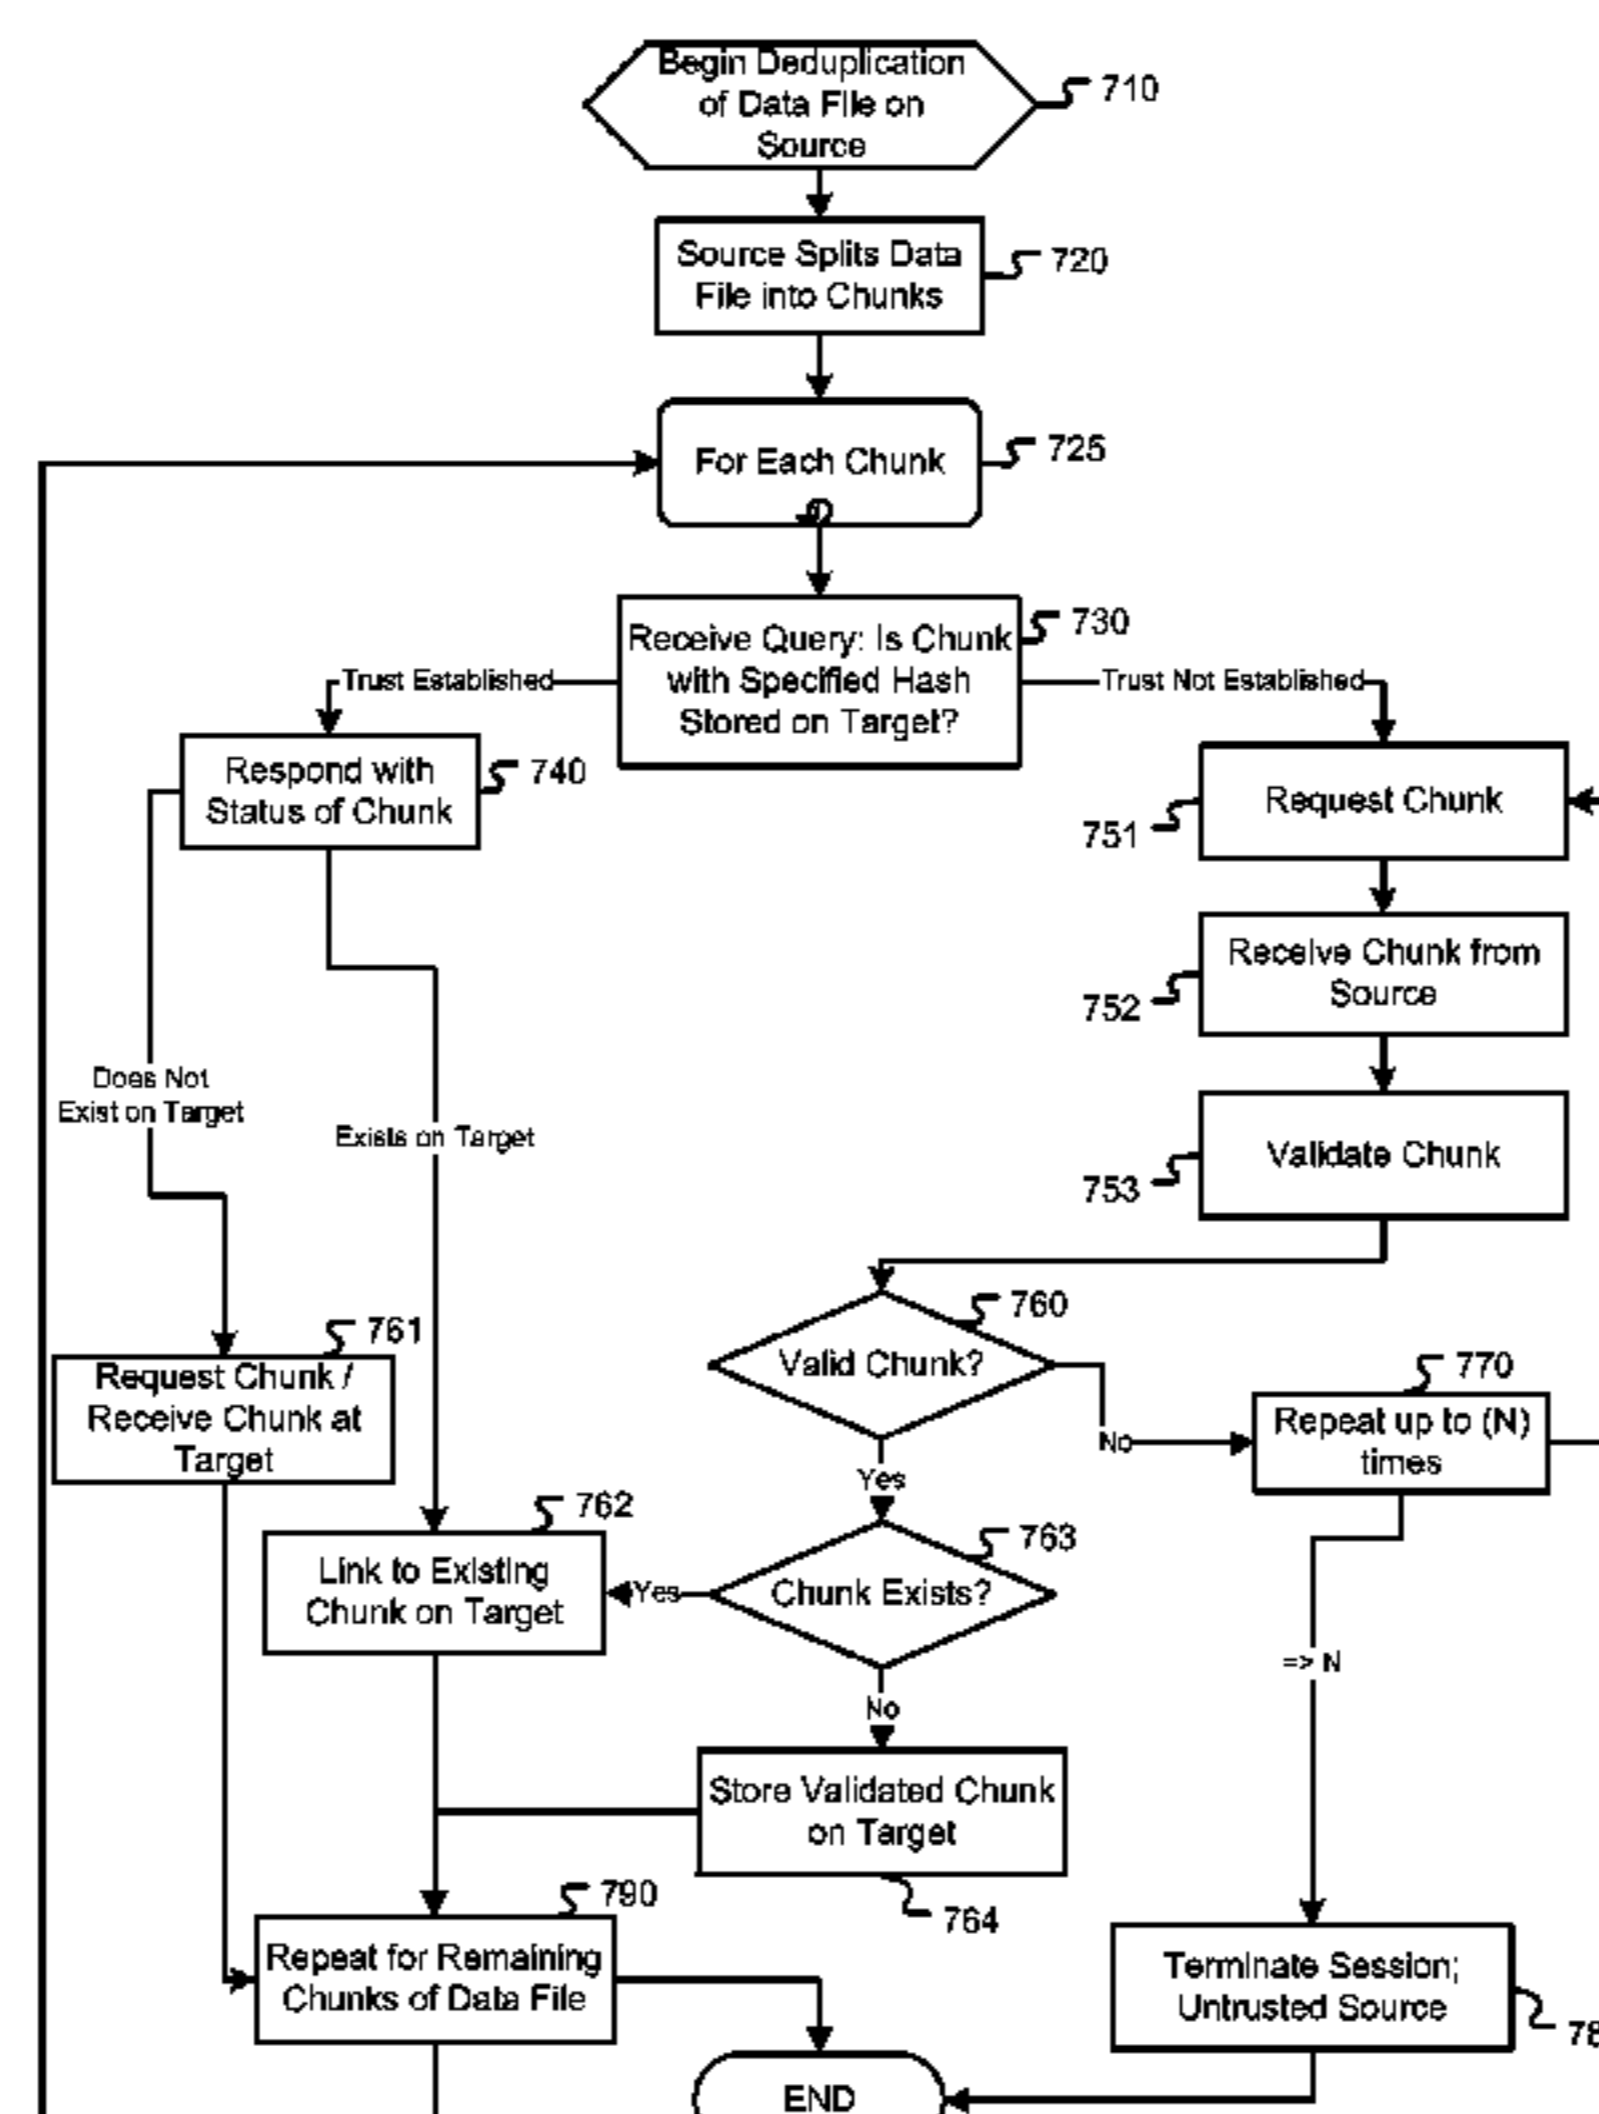 Begin Deduplication
of Data File on
Source
710
Source Splits Data
File into Chunks
720
For Each Chunk
725
Receive Query: Is Chunk
with Specified Hash
Stored on Target?
730
Trust Established
Trust Not Established
Respond with
Status of Chunk
740
Request Chunk
751
Receive Chunk from
Source
752
Does Not
Exist on Target
Exists on Target
Validate Chunk
753
Valid Chunk?
760
761
Request Chunk /
Receive Chunk at
Target
No
770
Repeat up to (N)
times
Yes
762
Link to Existing
Chunk on Target
Yes
Chunk Exists?
763
=> N
No
Store Validated Chunk
on Target
764
790
Repeat for Remaining
Chunks of Data File
Terminate Session;
Untrusted Source
78
END